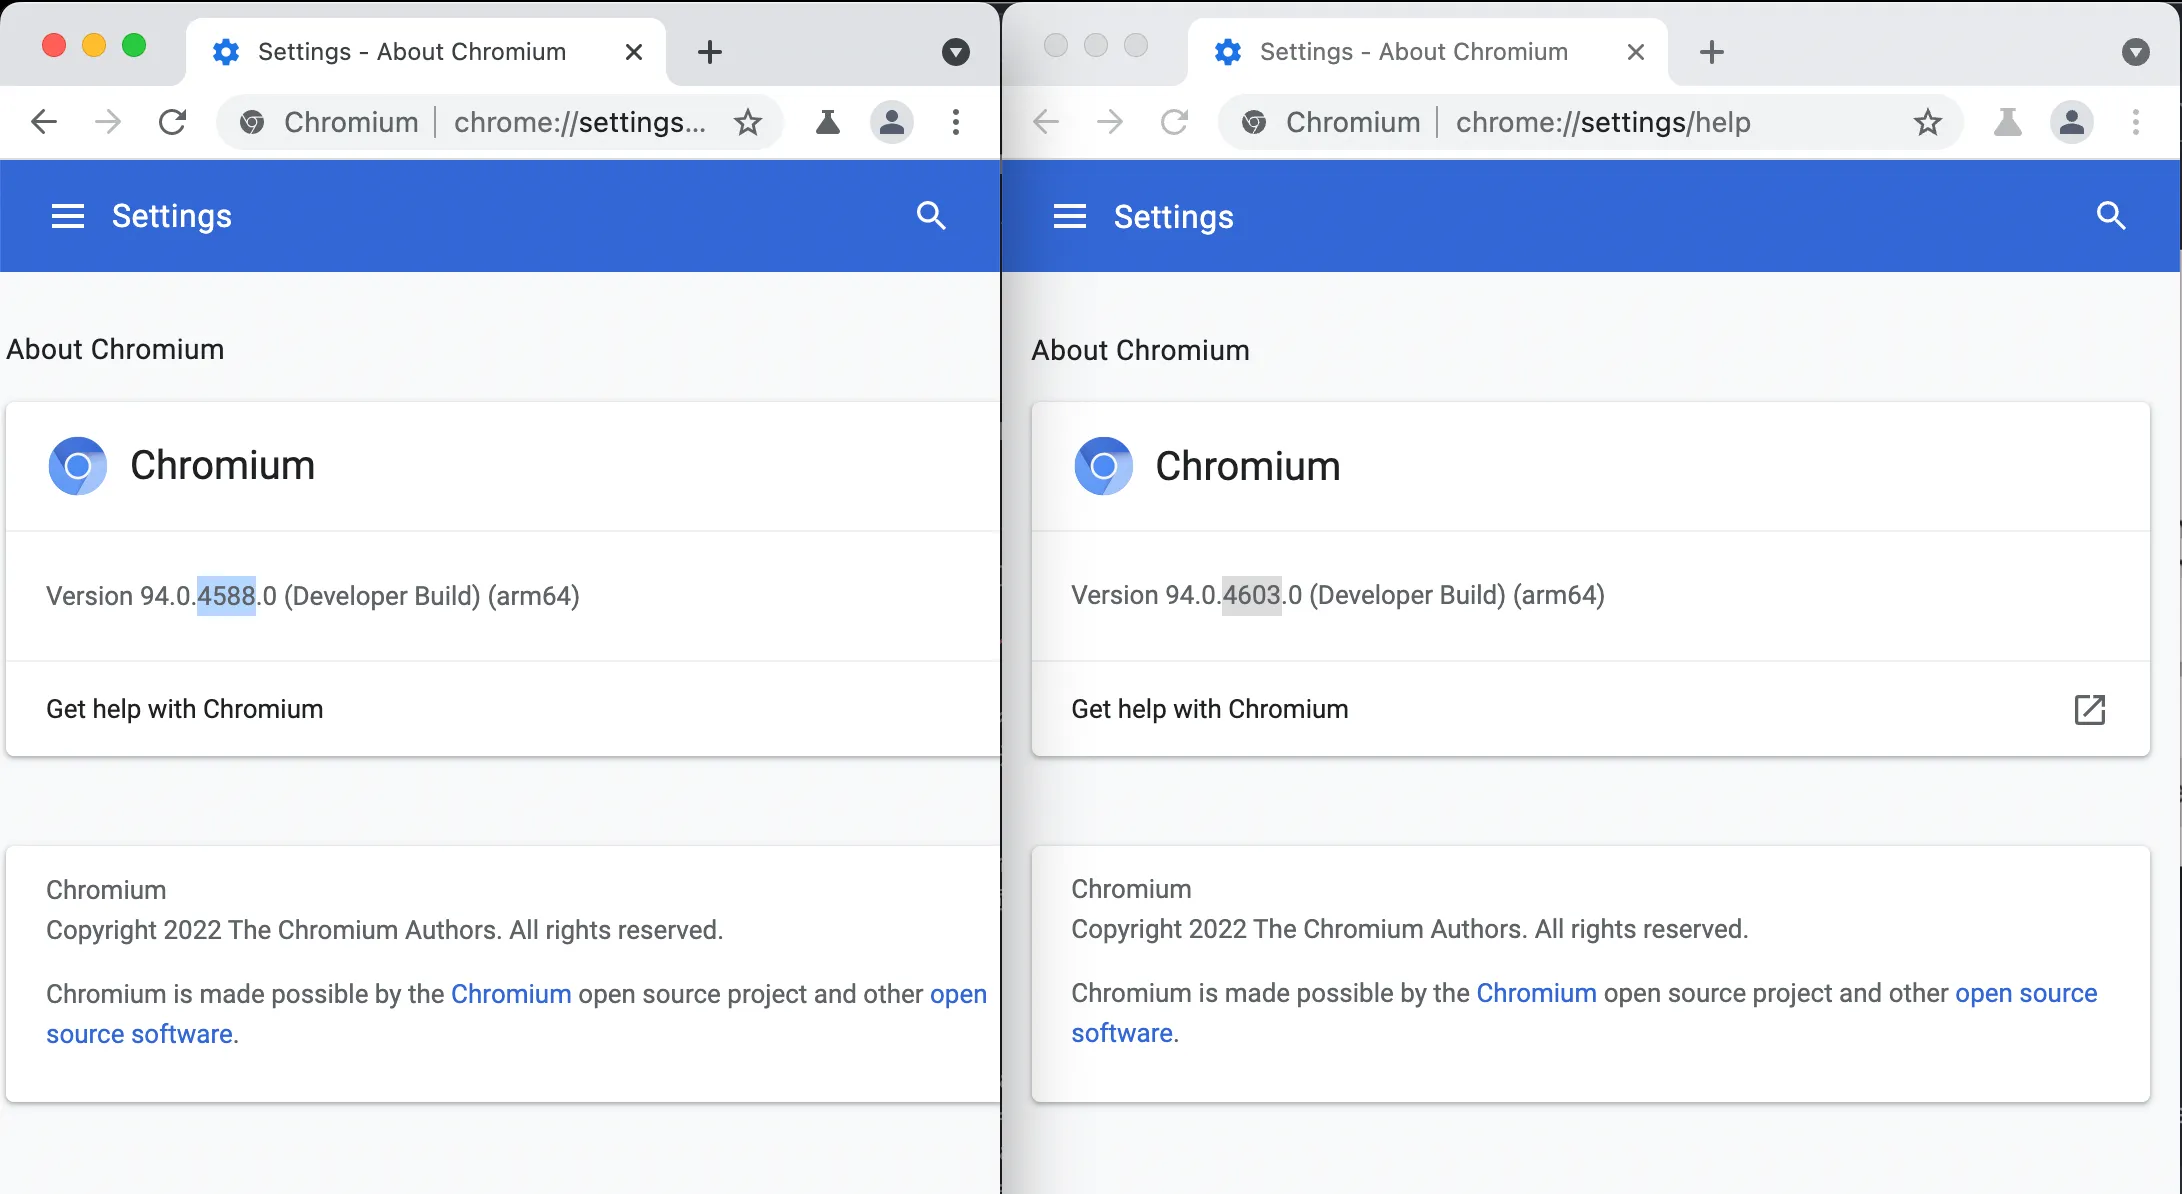 Settings - About Chromium
Chromium | chrome://settings...
Settings
About Chromium
Chromium
Version 94.0.4588.0 (Developer Build) (arm64)
Get help with Chromium
Chromium
Copyright 2022 The Chromium Authors. All rights reserved.
Chromium is made possible by the Chromium open source project and other open
source software.
Settings - About Chromium
Chromium | chrome://settings/help
Settings
About Chromium
Chromium
Version 94.0.4603.0 (Developer Build) (arm64)
Get help with Chromium
Chromium
Copyright 2022 The Chromium Authors. All rights reserved.
Chromium is made possible by the Chromium open source project and other open source
software.